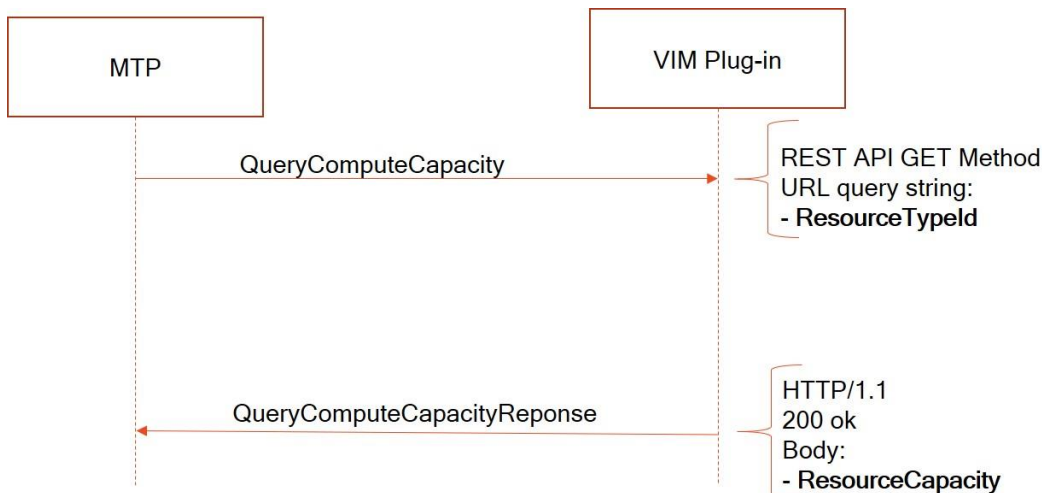 MTP
VIM Plug-in
QueryComputeCapacity
REST API GET Method
URL query string:
- ResourceTypeId
QueryComputeCapacityReponse
HTTP/1.1
200 ok
Body:
- ResourceCapacity